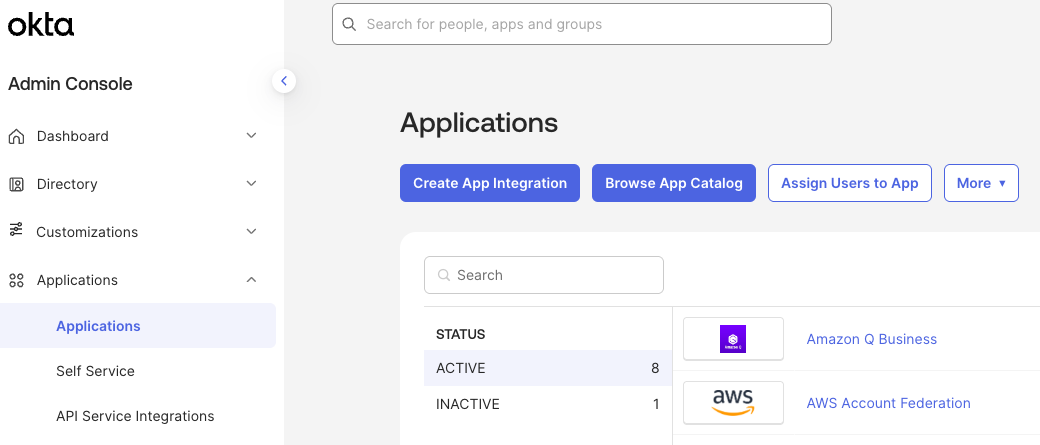 okta
Search for people, apps and groups
Admin Console
Dashboard
Directory
Customizations
Applications
Applications
Self Service
API Service Integrations
Applications
Create App Integration
Browse App Catalog
Assign Users to App
More ▾
Search
STATUS
ACTIVE 8
INACTIVE 1
Amazon Q
Amazon Q Business
aws
AWS Account Federation